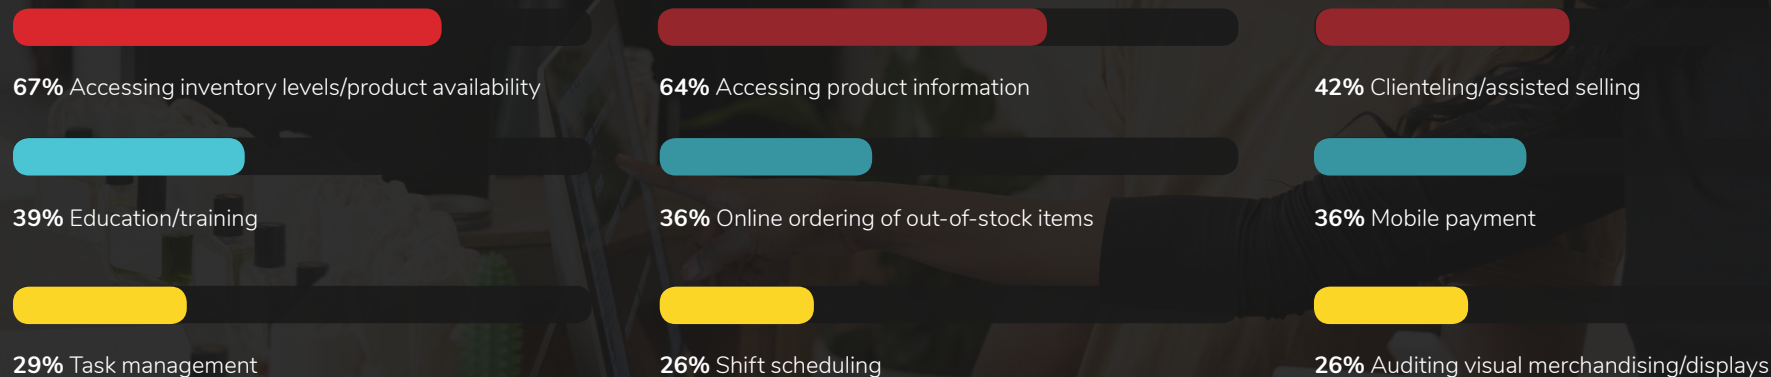 67% Accessing inventory levels/product availability
64% Accessing product information
42% Clienteling/assisted selling
39% Education/training
36% Online ordering of out-of-stock items
36% Mobile payment
29% Task management
26% Shift scheduling
26% Auditing visual merchandising/displays